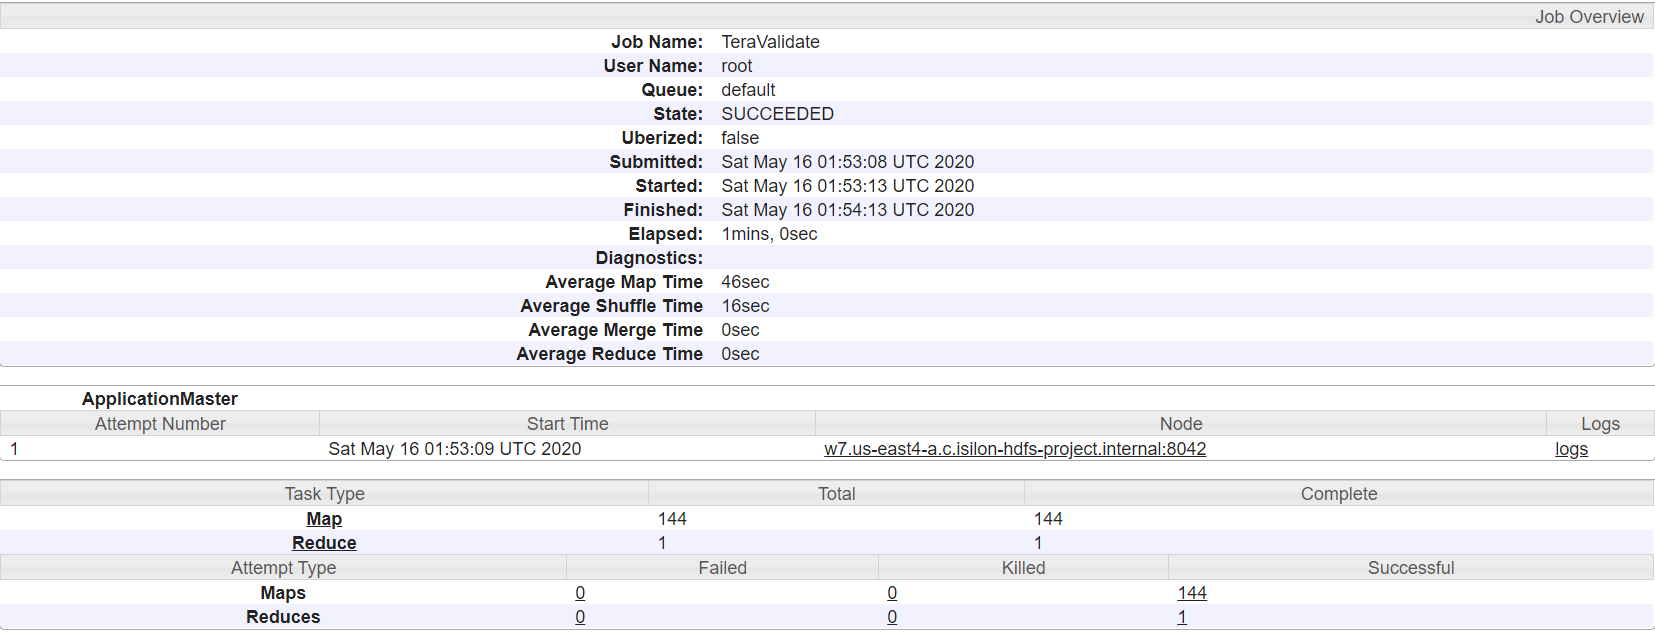 Job Overview
Job Name: TeraValidate
User Name: root
Queue: default
State: SUCCEEDED
Uberized: false
Submitted: Sat May 16 01:53:08 UTC 2020
Started: Sat May 16 01:53:13 UTC 2020
Finished: Sat May 16 01:54:13 UTC 2020
Elapsed: 1mins, 0sec
Diagnostics:
Average Map Time 46sec
Average Shuffle Time 16sec
Average Merge Time 0sec
Average Reduce Time 0sec
ApplicationMaster
Attempt Number Start Time Node Logs
1 Sat May 16 01:53:09 UTC 2020 w7.us-east4-a.c.isilon-hdfs-project.internal:8042 logs
Task Type Total Complete
Map 144 144
Reduce 1 1
Attempt Type Failed Killed Successful
Maps 0 0 144
Reduces 0 0 1